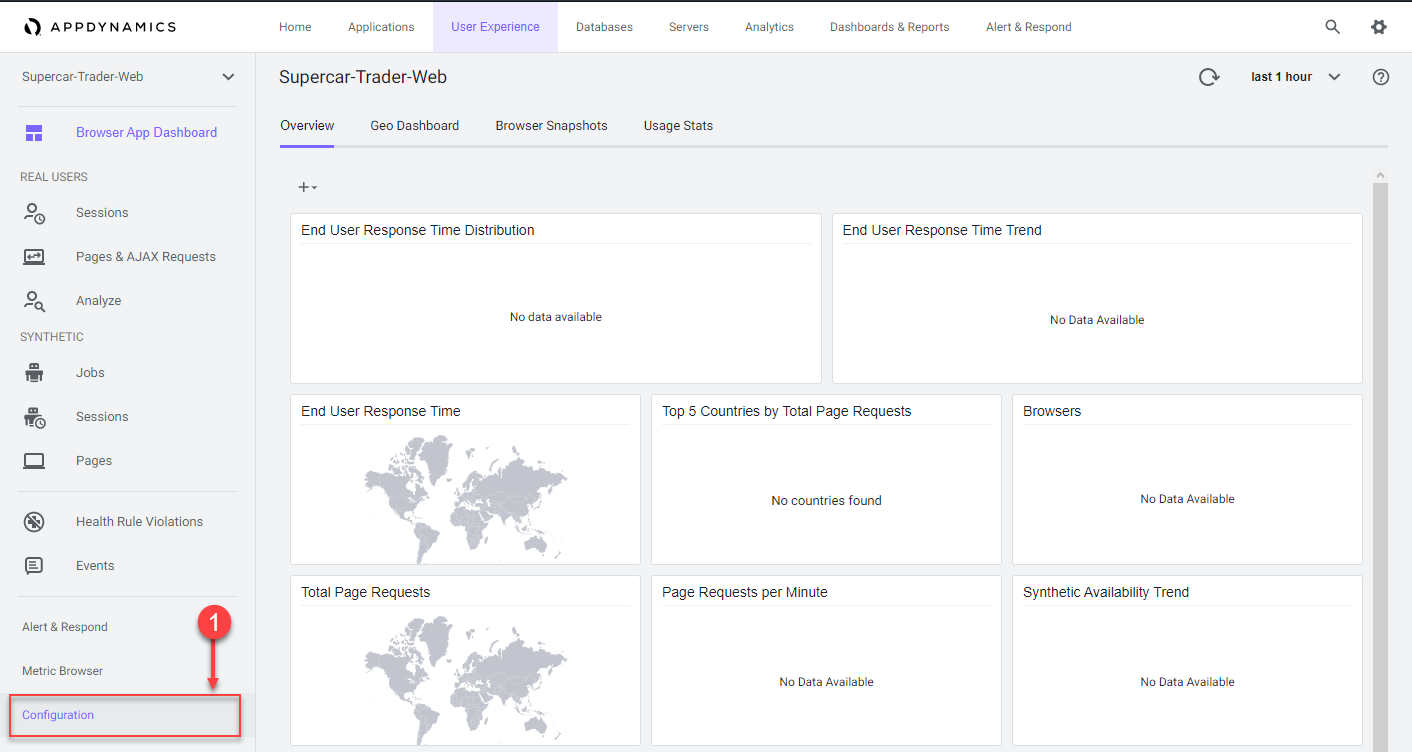 APPDYNAMICS
Home Applications User Experience Databases Servers Analytics Dashboards & Reports Alert & Respond
Supercar-Trader-Web
Browser App Dashboard
REAL USERS
Sessions
Pages & AJAX Requests
Analyze
SYNTHETIC
Jobs
Sessions
Pages
Health Rule Violations
Events
Alert & Respond
1
Metric Browser
Configuration
Supercar-Trader-Web
last 1 hour
?
Overview Geo Dashboard Browser Snapshots Usage Stats
+
End User Response Time Distribution
No data available
End User Response Time Trend
No Data Available
End User Response Time
Top 5 Countries by Total Page Requests
No countries found
Browsers
No Data Available
Total Page Requests
Page Requests per Minute
No Data Available
Synthetic Availability Trend
No Data Available